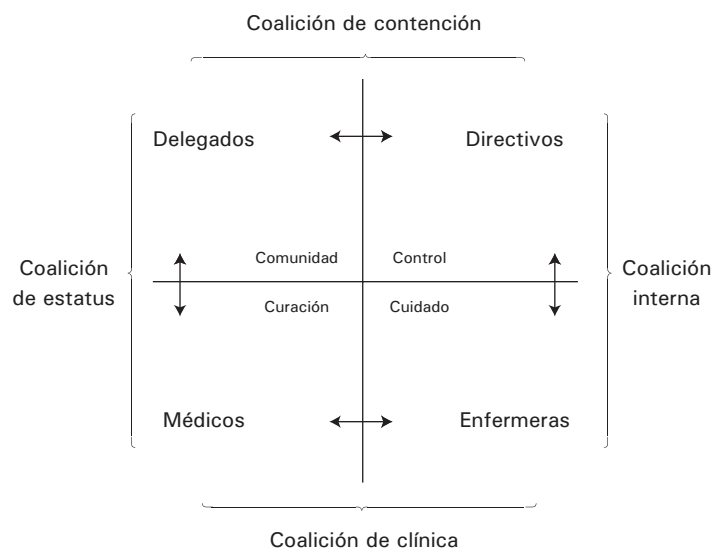 Coalición de contención
Delegados
Directivos
Coalición
de estatus
Comunidad
Control
Coalición
interna
Curación
Cuidado
Médicos
Enfermeras
Coalición de clínica